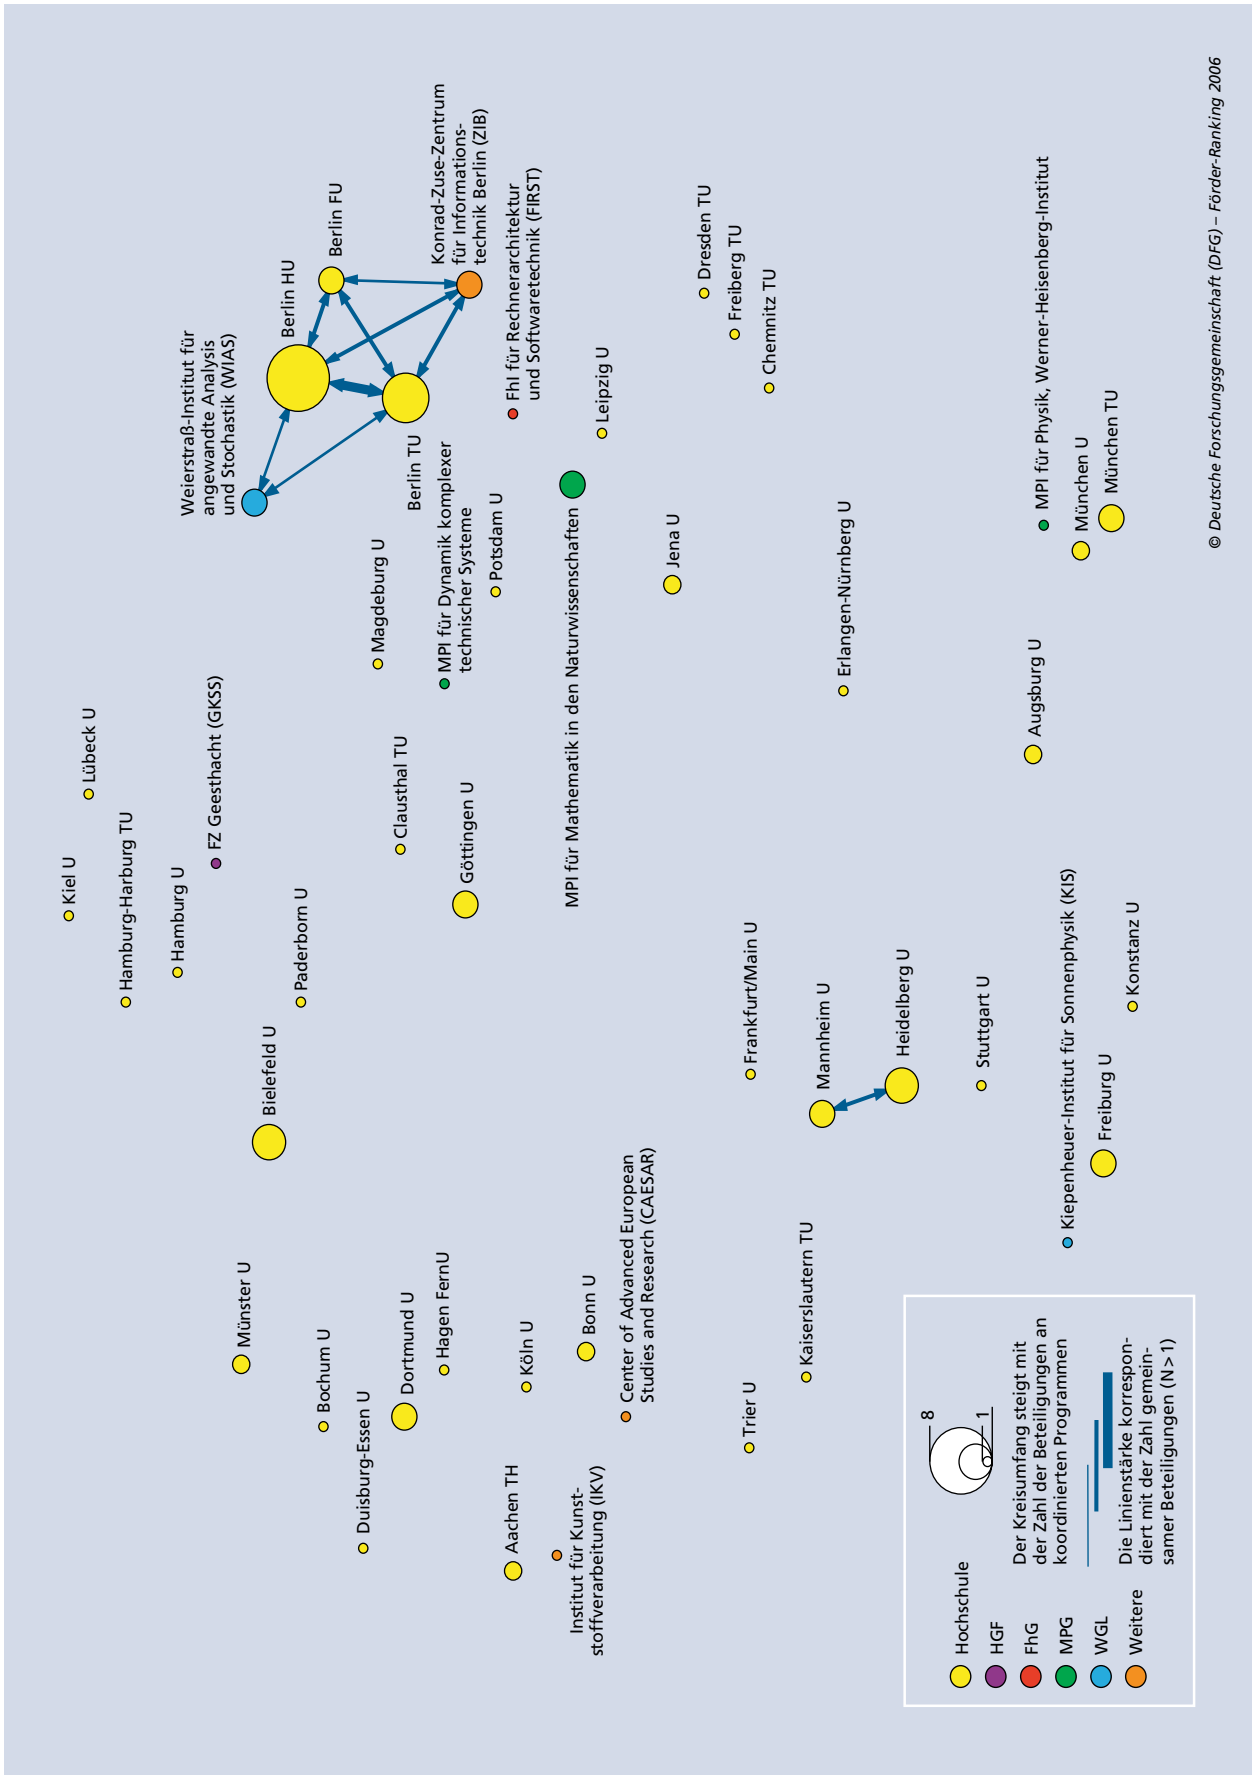 Kiel U
Lübeck U
Hamburg-Harburg TU
Hamburg U
FZ Geesthacht (GKSS)
Weierstraß-Institut für
angewandte Analysis
und Stochastik (WIAS)
Berlin HU
Berlin FU
Konrad-Zuse-Zentrum
für Informations-
technik Berlin (ZIB)
Berlin TU
FhI für Rechnerarchitektur
und Softwaretechnik (FIRST)
Magdeburg U
MPI für Dynamik komplexer
technischer Systeme
Potsdam U
Münster U
Bielefeld U
Paderborn U
Bochum U
Duisburg-Essen U
Dortmund U
Hagen FernU
Clausthal TU
Göttingen U
Leipzig U
MPI für Mathematik in den Naturwissenschaften
Aachen TH
Institut für Kunst-
stoffverarbeitung (IKV)
Köln U
Bonn U
Center of Advanced European
Studies and Research (CAESAR)
Jena U
Dresden TU
Freiberg TU
Chemnitz TU
Trier U
Kaiserslautern TU
Frankfurt/Main U
Mannheim U
Heidelberg U
Erlangen-Nürnberg U
Stuttgart U
Augsburg U
MPI für Physik, Werner-Heisenberg-Institut
München U
München TU
Kiepenheuer-Institut für Sonnenphysik (KIS)
Freiburg U
Konstanz U
Hochschule
HGF
FhG
MPG
WGL
Weitere
8
1
Der Kreisumfang steigt mit
der Zahl der Beteiligungen an
koordinierten Programmen
Die Linienstärke korrespon-
diert mit der Zahl gemein-
samer Beteiligungen (N > 1)
© Deutsche Forschungsgemeinschaft (DFG) – Förder-Ranking 2006